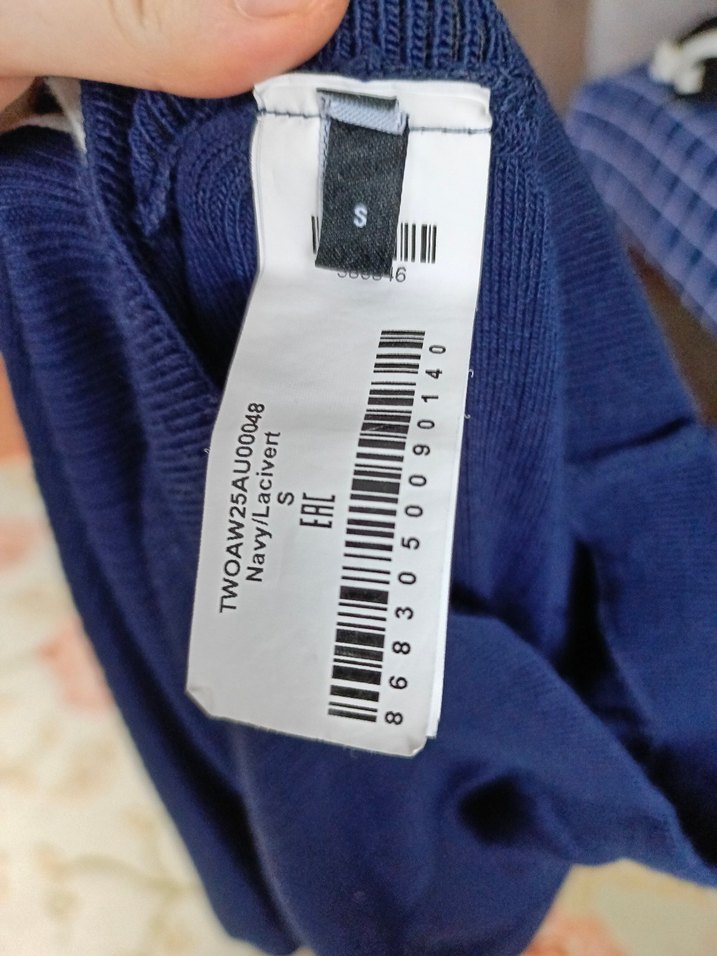 S
TWOAW25AU00048
Navy/Lacivert
S
EAC
8683050090140